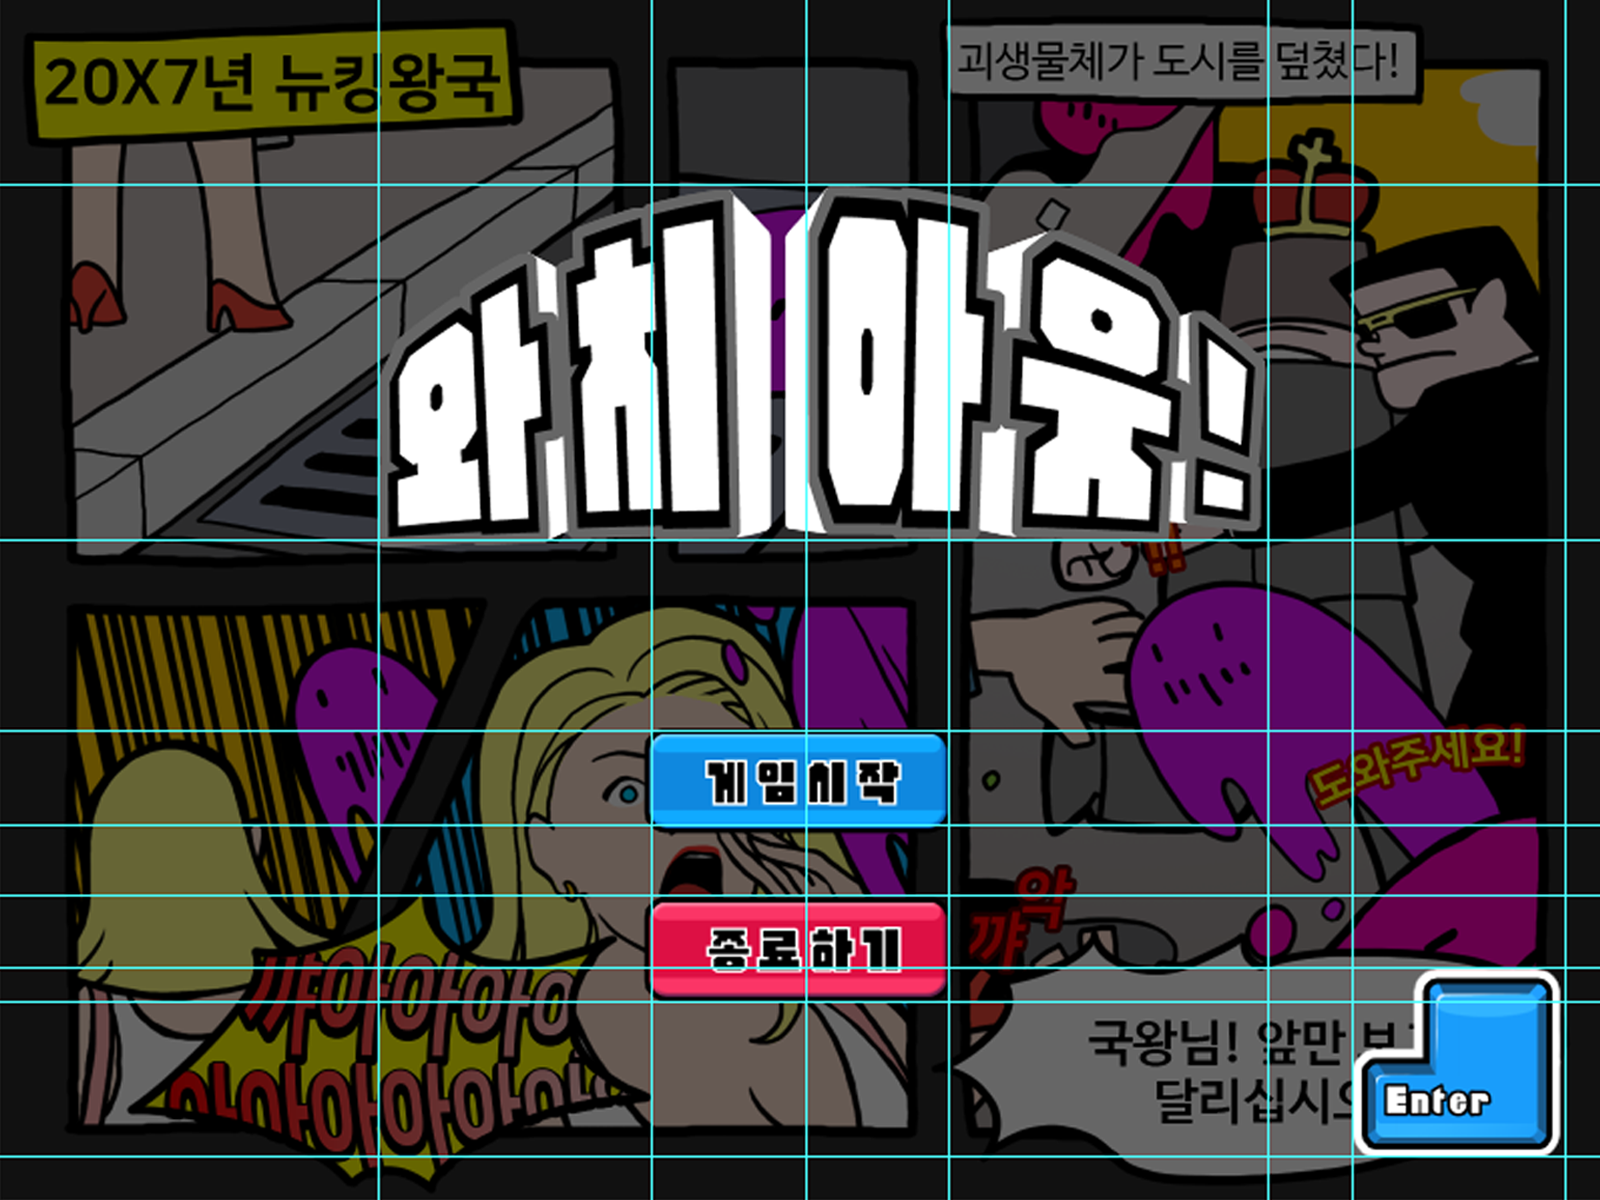 20X7년 뉴킹왕국
괴생물체가 도시를 덮쳤다!
와치 아웃!
!!
도와주세요!
게임시작
꺄악
종료하기
꺄아아아아
아아아아아아
국왕님! 앞만 보
달리십시오
Enter